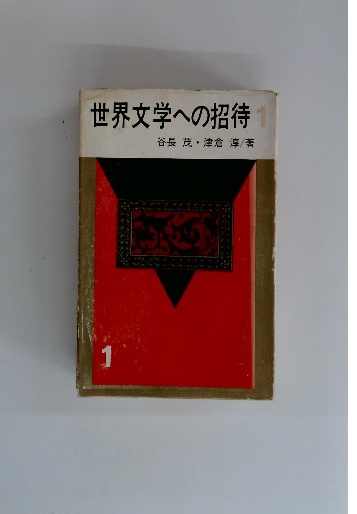 世界文学への招待 1
谷長 茂・津倉 淳/著
1